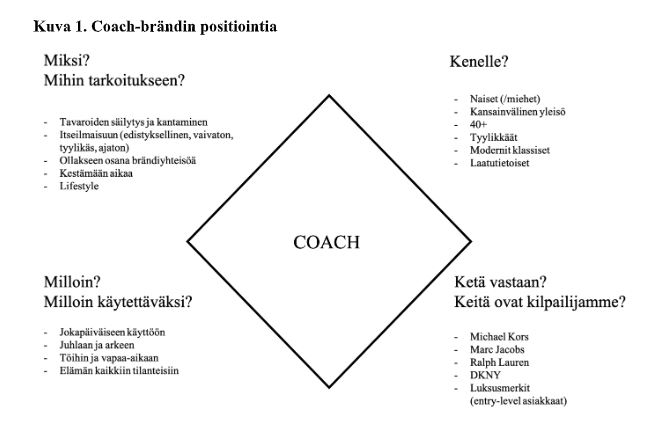 Kuva 1. Coach-brändin positiointia
Miksi?
Mihin tarkoitukseen?
- Tavaroiden säilytys ja kantaminen
- Itseilmaisuun (edistyksellinen, vaivaton,
tyylikäs, ajaton)
- Ollakseen osana brändiyhteisöä
- Kestämään aikaa
- Lifestyle
Kenelle?
- Naiset (/miehet)
- Kansainvälinen yleisö
- 40+
- Tyylikkäät
- Modernit klassiset
- Laatutietoiset
COACH
Milloin?
Milloin käytettäväksi?
- Jokapäiväiseen käyttöön
- Juhlaan ja arkeen
- Töihin ja vapaa-aikaan
- Elämän kaikkiin tilanteisiin
Ketä vastaan?
Keitä ovat kilpailijamme?
- Michael Kors
- Marc Jacobs
- Ralph Lauren
- DKNY
- Luksusmerkit
(entry-level asiakkaat)